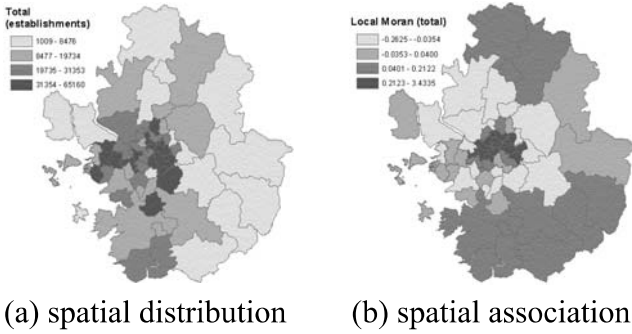 Total
(establishments)
1009 - 8476
8477 - 19734
19735 - 31353
31354 - 65160
Local Moran (total)
-0.2625 - -0.0354
-0.0353 - 0.0400
0.0401 - 0.2122
0.2123 - 3.4335
(a) spatial distribution
(b) spatial association